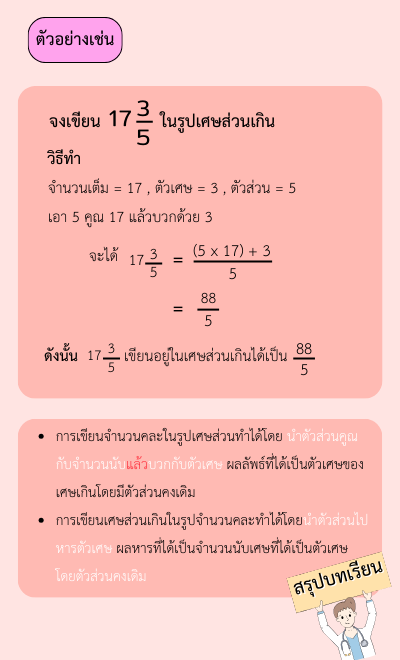 ตัวอย่างเช่น
จงเขียน 17 3/5 ในรูปเศษส่วนเกิน
วิธีทำ
จำนวนเต็ม = 17 , ตัวเศษ = 3 , ตัวส่วน = 5
เอา 5 คูณ 17 แล้วบวกด้วย 3
จะได้ 17 3/5 = (5 x 17) + 3 / 5
= 88/5
ดังนั้น 17 3/5 เขียนอยู่ในเศษส่วนเกินได้เป็น 88/5
• การเขียนจำนวนคละในรูปเศษส่วนทำได้โดย นำตัวส่วนคูณ
กับจำนวนนับแล้วบวกกับตัวเศษ ผลลัพธ์ที่ได้เป็นตัวเศษของ
เศษเกินโดยมีตัวส่วนคงเดิม
• การเขียนเศษส่วนเกินในรูปจำนวนคละทำได้โดยนำตัวส่วนไป
หารตัวเศษ ผลหารที่ได้เป็นจำนวนนับเศษที่ได้เป็นตัวเศษ
โดยตัวส่วนคงเดิม
สรุปบทเรียน